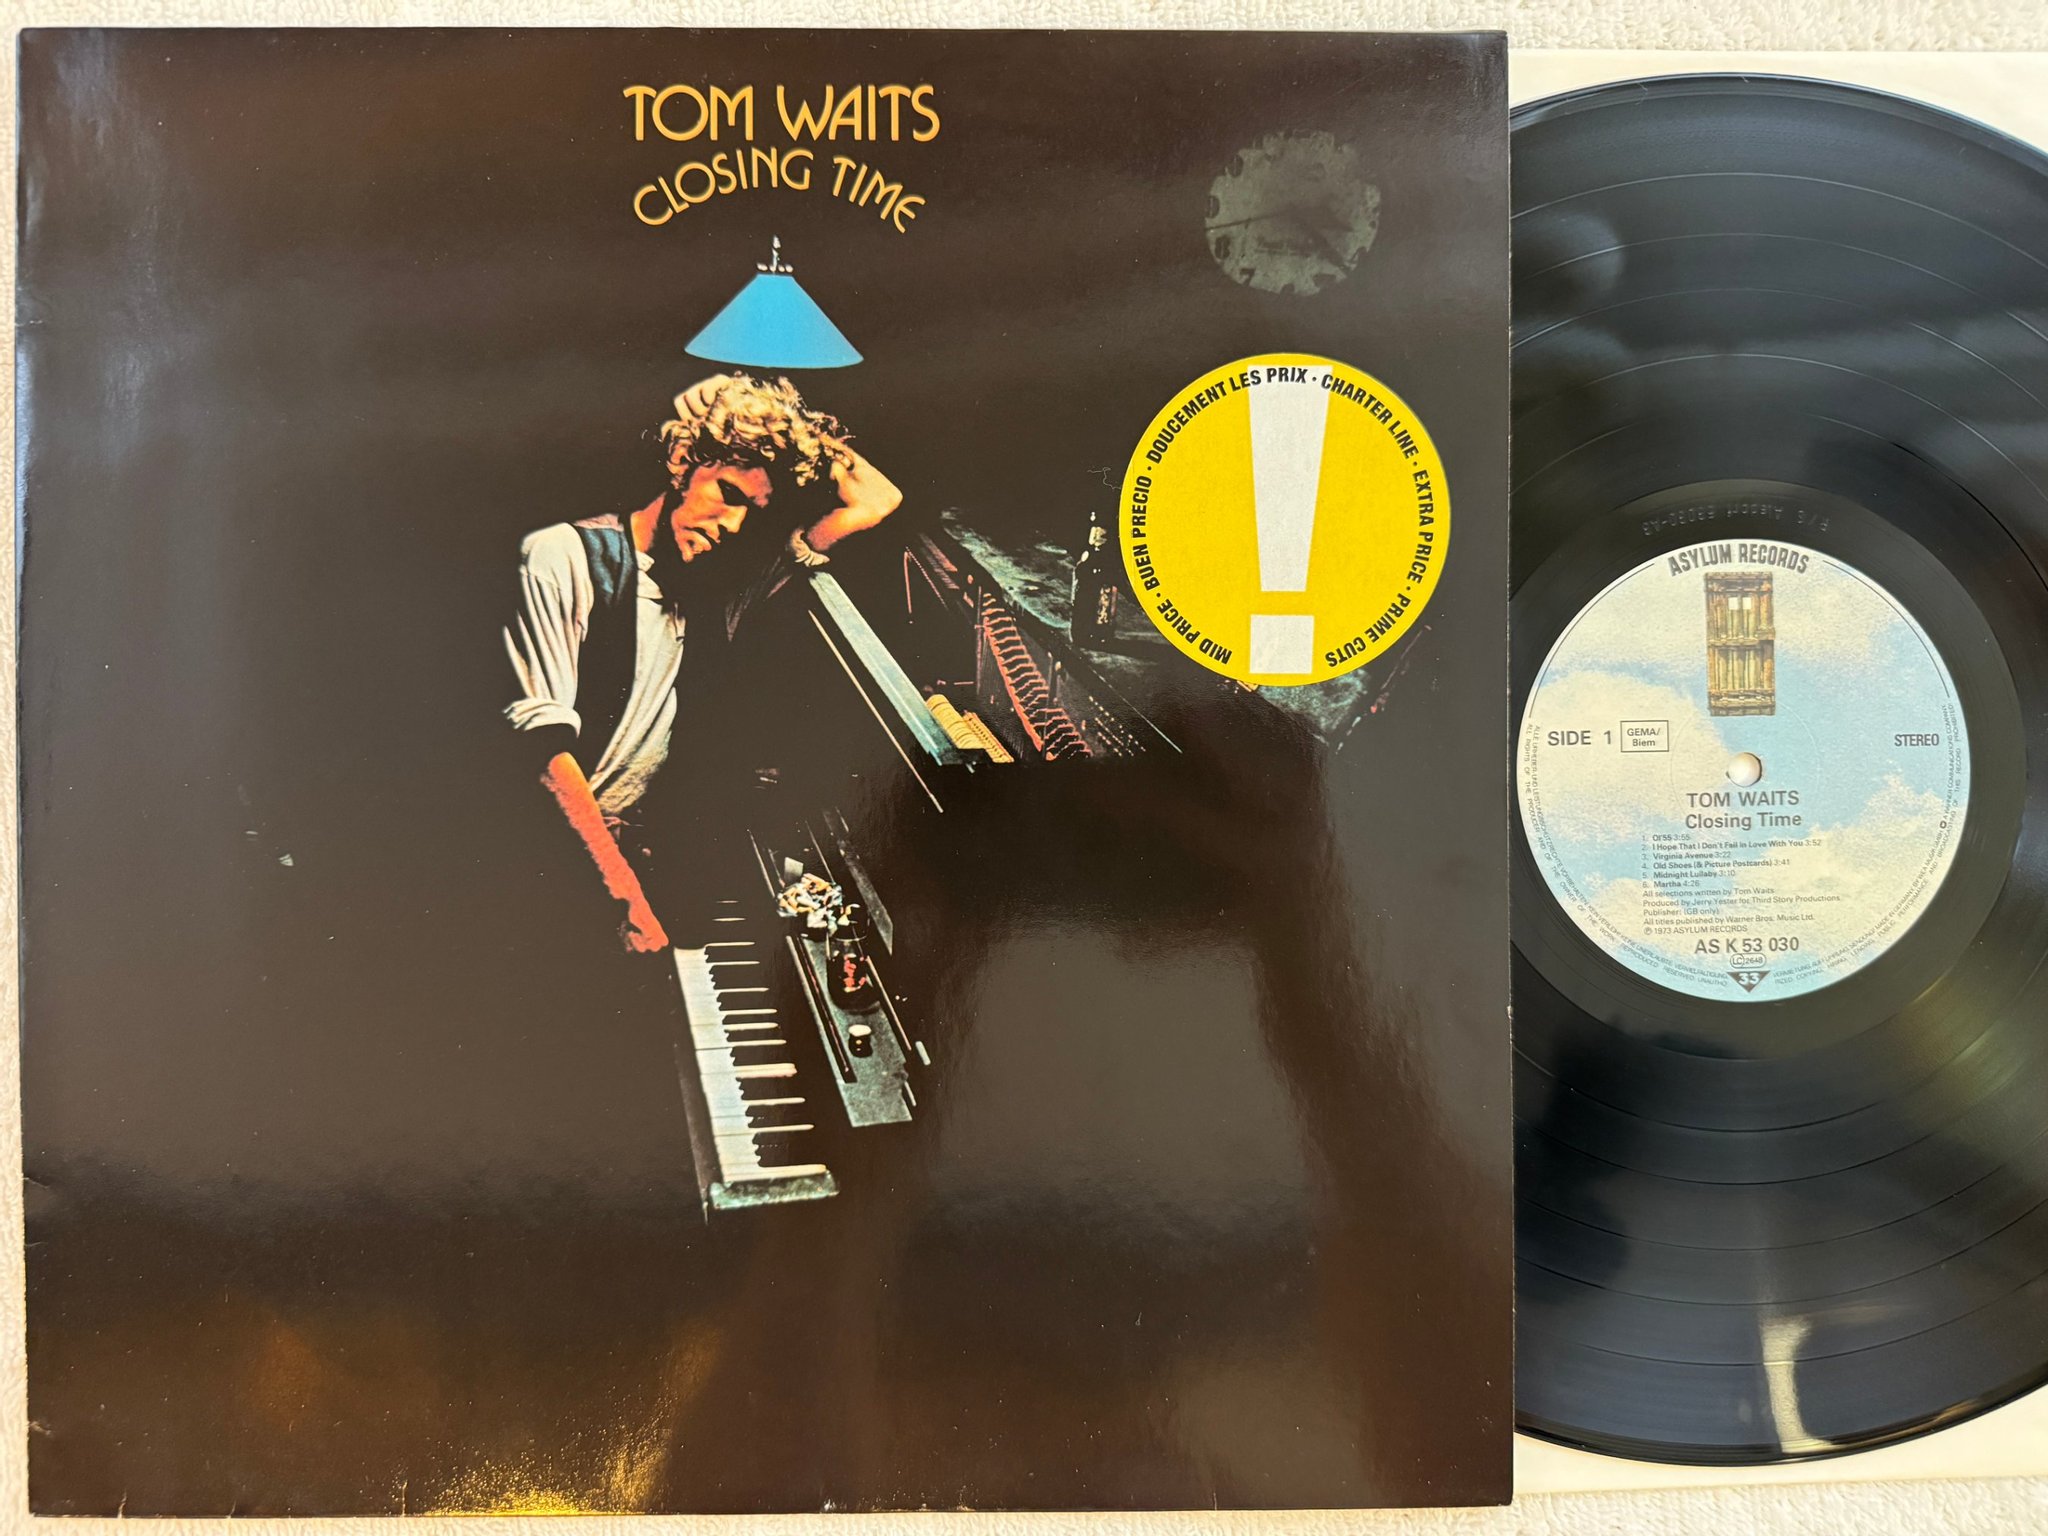 TOM WAITS
CLOSING TIME
MID PRICE · BUEN PRECIO · DOUCEMENT LES PRIX · CHARTER LINE · EXTRA PRICE · PRIME CUTS
!
ASYLUM RECORDS
SIDE 1
GEMA/
Biem
STEREO
TOM WAITS
Closing Time
1. Ol'55 3:55
2. I Hope That I Don't Fall in Love With You 3:52
3. Virginia Avenue 3:22
4. Old Shoes (& Picture Postcards) 3:41
5. Midnight Lullaby 3:10
6. Martha 4:26
All selections written by Tom Waits
Produced by Jerry Yester for Third Story Productions
Publisher: (GB only)
All titles published by Warner Bros. Music Ltd.
℗ 1973 ASYLUM RECORDS
AS K 53 030
LC 2648
33